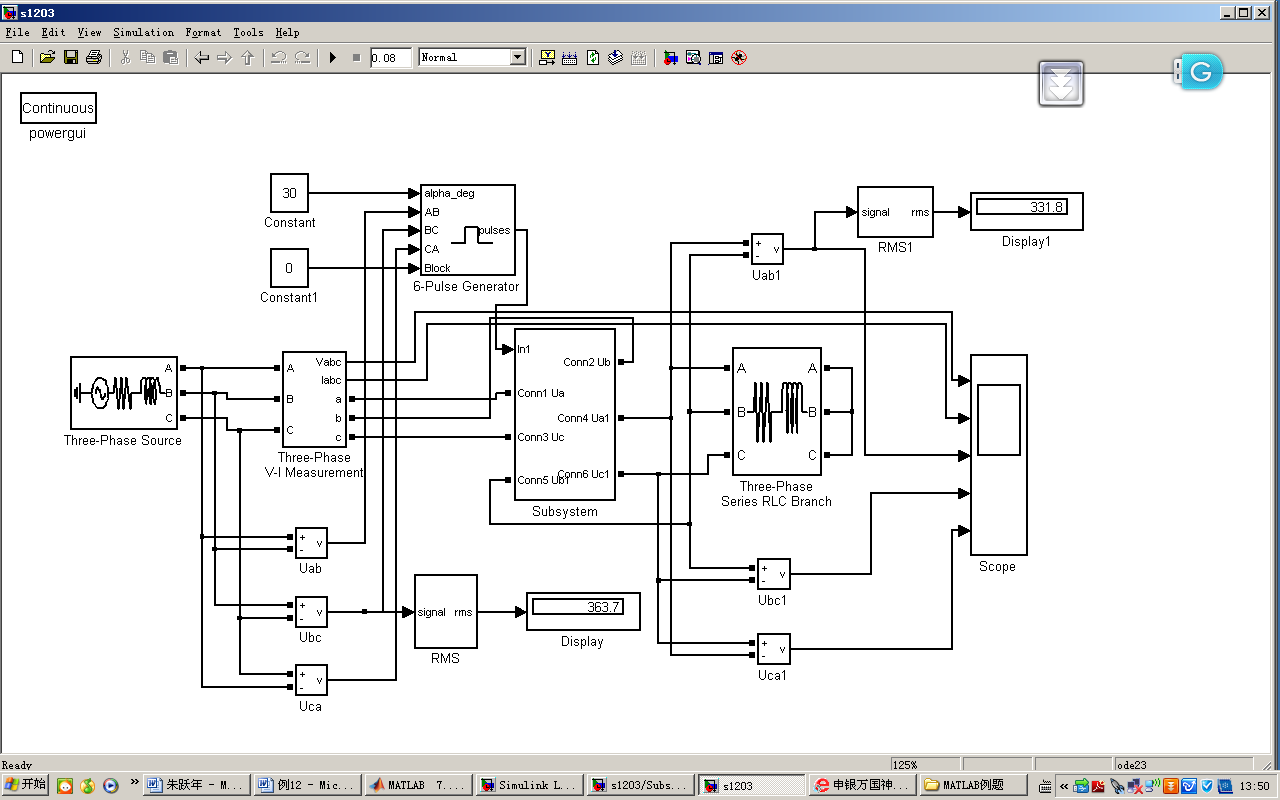 s1203
File Edit View Simulation Format Tools Help
0.08 Normal
G
Continuous
powergui
30
Constant
0
Constant1
alpha_deg
AB
BC
CA
Block
pulses
6-Pulse Generator
signal rms
RMS1
331.8
Display1
+
-
v
Uab1
A
B
C
Three-Phase Source
A
B
C
Vabc
Iabc
a
b
c
Three-Phase
V-I Measurement
In1
Conn1 Ua
Conn3 Uc
Conn5 Ub1
Conn2 Ub
Conn4 Ua1
Conn6 Uc1
Subsystem
A A
B B
C C
Three-Phase
Series RLC Branch
Scope
+
-
v
Uab
+
-
v
Ubc
+
-
v
Uca
signal rms
RMS
363.7
Display
+
-
v
Ubc1
+
-
v
Uca1
Ready 125% ode23
开始 » 朱跃年 - M... 例12 - Mic... MATLAB 7.... Simulink L... s1203/Subs... s1203 申银万国神... MATLAB例题 « 13:50